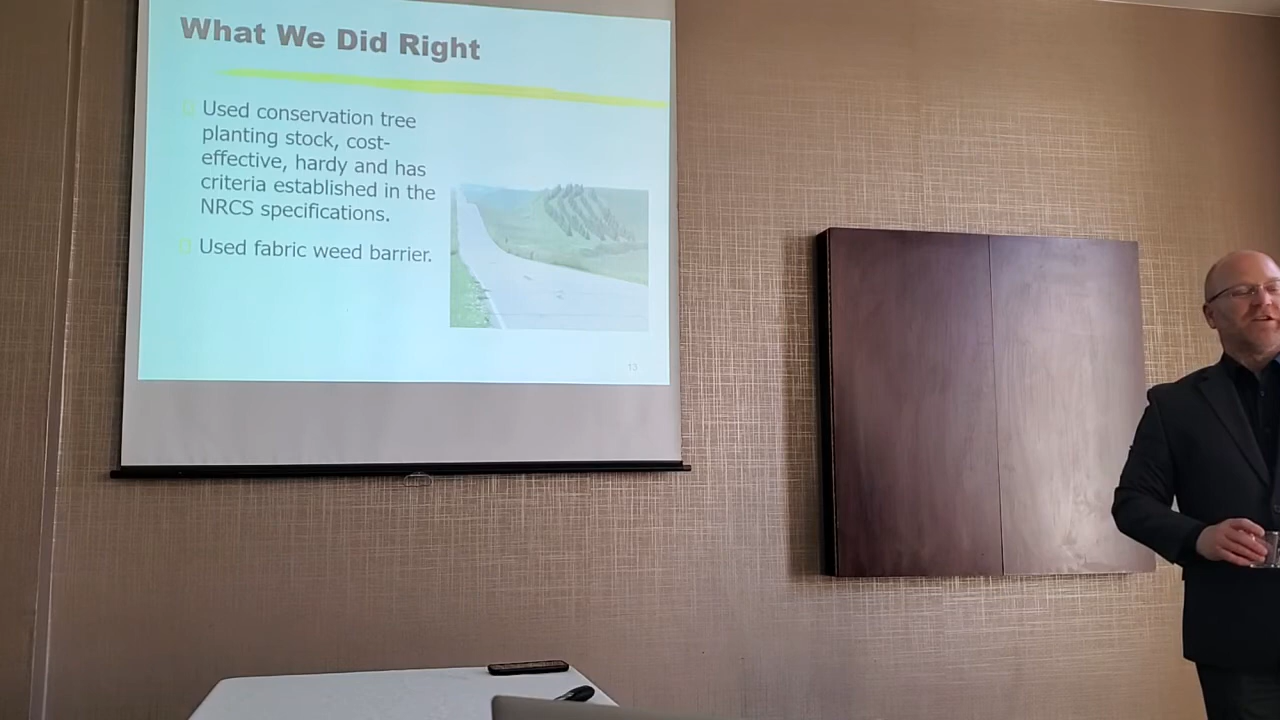 What We Did Right
Used conservation tree
planting stock, cost-
effective, hardy and has
criteria established in the
NRCS specifications.
Used fabric weed barrier.
13